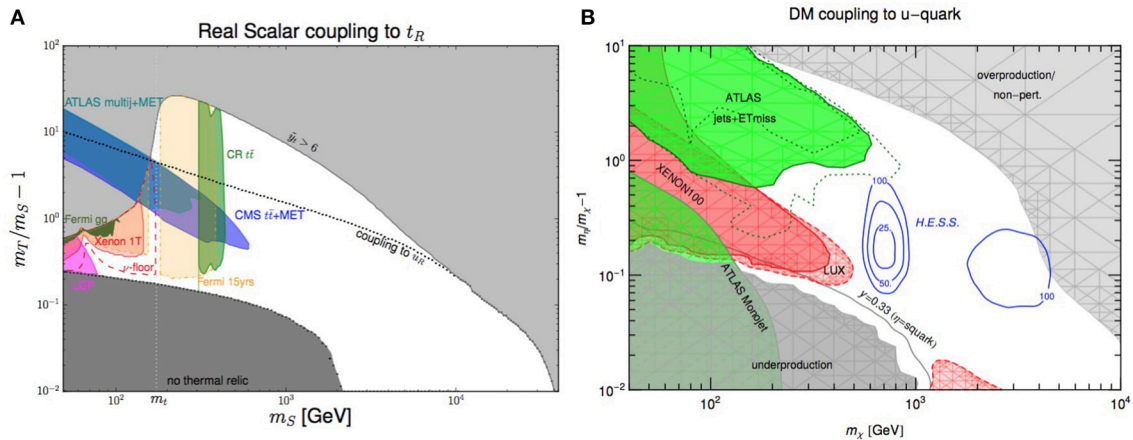 A
Real Scalar coupling to t_R
m_T/m_S − 1
10^2
10^1
10^0
10^-1
10^-2
ATLAS multij+MET
ỹ_t > 6
CR tt̄
CMS tt̄+MET
Fermi gg
Xenon 1T
coupling to u_R
ν-floor
LEP
Fermi 15yrs
no thermal relic
10^2
m_t
10^3
10^4
m_S [GeV]
B
DM coupling to u−quark
m_η/m_χ−1
10^1
10^0
10^-1
10^-2
overproduction/
non-pert.
ATLAS
jets+ETmiss
XENON100
100
H.E.S.S.
25
50
100
LUX
ATLAS Monojet
y=0.33 (η=squark)
underproduction
10^2
10^3
10^4
m_χ [GeV]